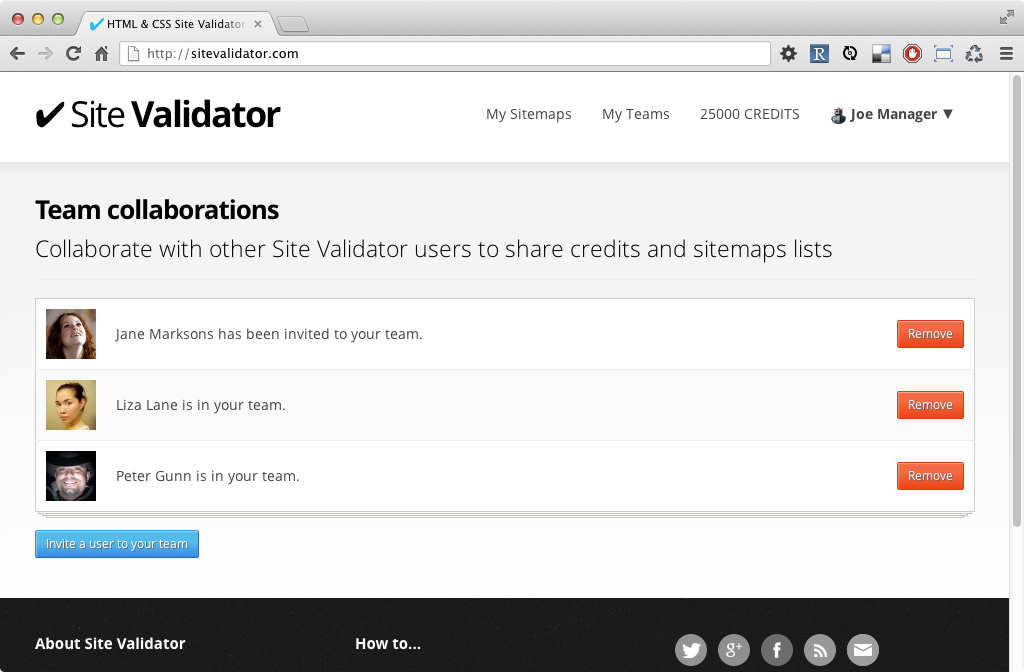 HTML & CSS Site Validator
http://sitevalidator.com
✔ Site Validator
My Sitemaps
My Teams
25000 CREDITS
Joe Manager ▼
Team collaborations
Collaborate with other Site Validator users to share credits and sitemaps lists
Jane Marksons has been invited to your team.
Remove
Liza Lane is in your team.
Remove
Peter Gunn is in your team.
Remove
Invite a user to your team
About Site Validator
How to...